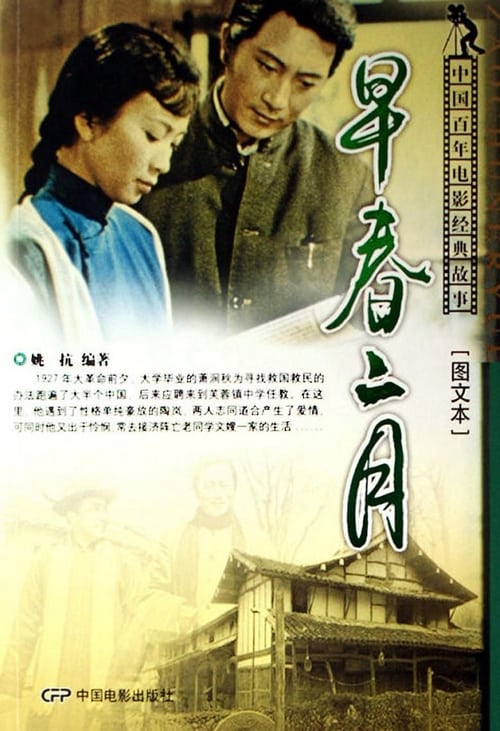 早春二月
中国百年电影经典故事
[图文本]
姚 抗 编著
1927年大革命前夕，大学毕业的萧涧秋为寻找救国救民的
办法跑遍了大半个中国，后来应聘来到芙蓉镇中学任教。在这
里，他遇到了性格单纯豪放的陶岚，两人志同道合产生了爱情，
可同时他又出于怜悯，常去接济阵亡老同学文嫂一家的生活……
CFP 中国电影出版社